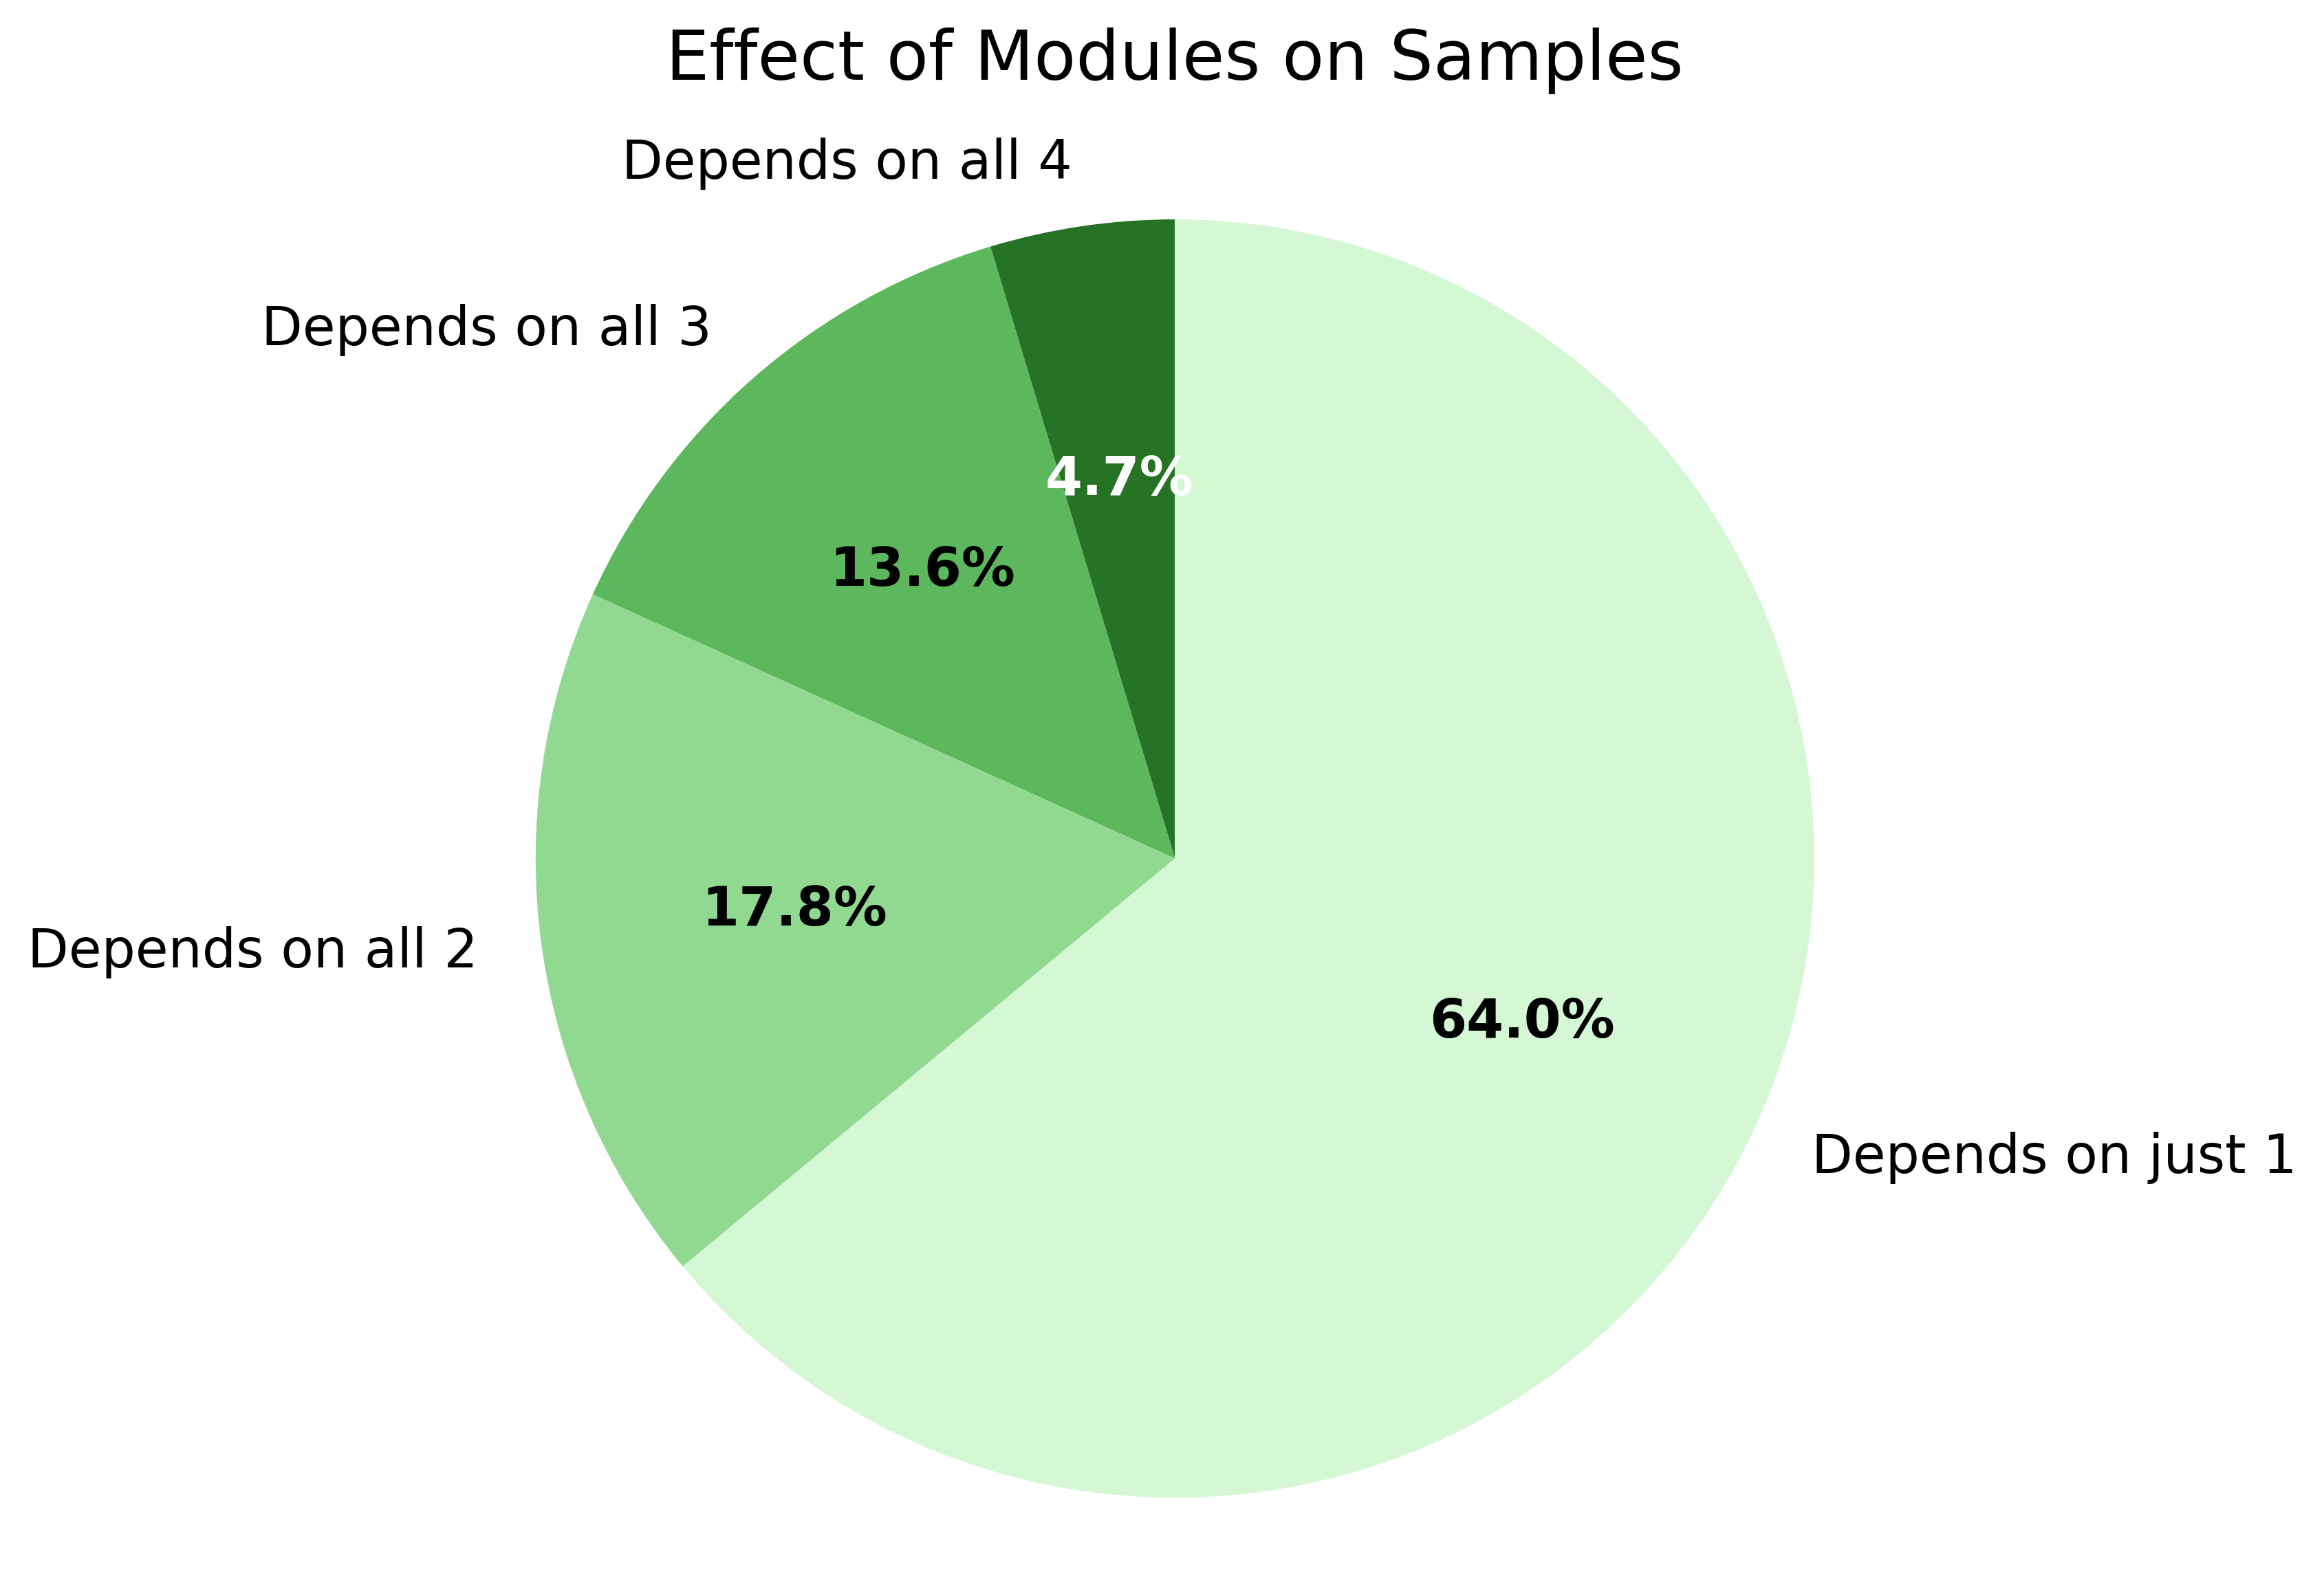 Effect of Modules on Samples
Depends on all 4
Depends on all 3
4.7%
13.6%
17.8%
Depends on all 2
64.0%
Depends on just 1